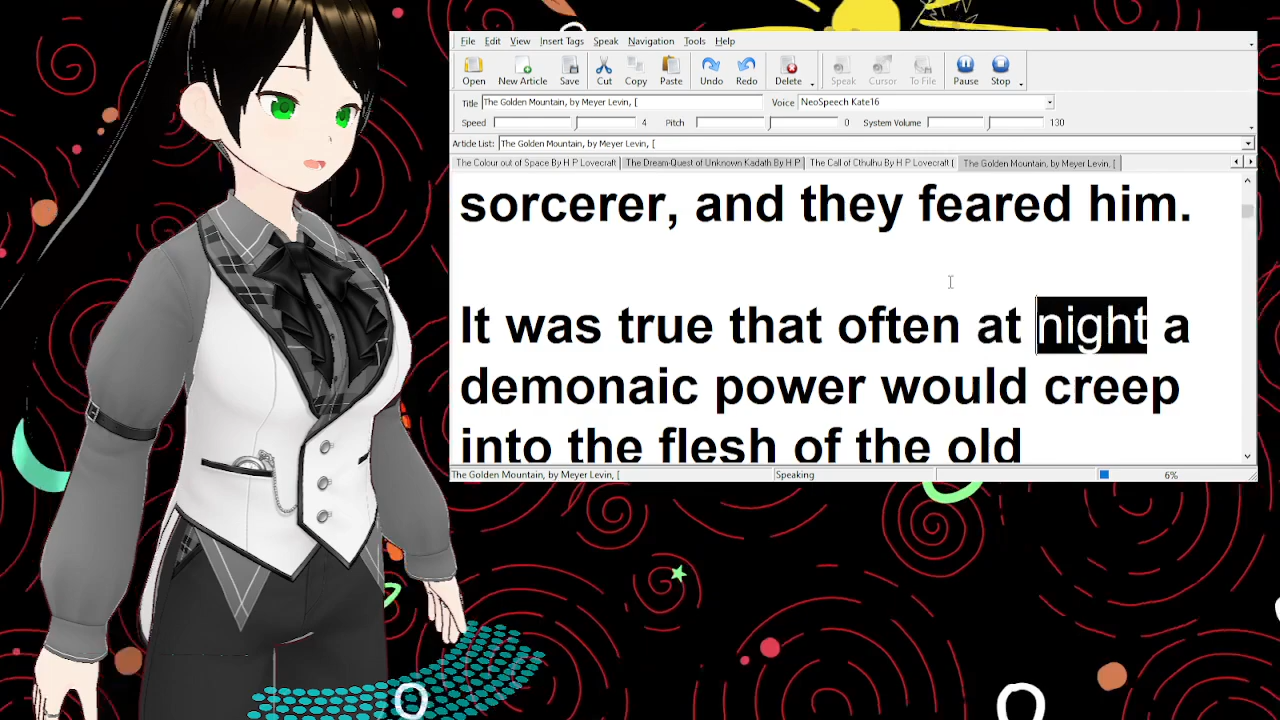 File Edit View Insert Tags Speak Navigation Tools Help
Open New Article Save Cut Copy Paste Undo Redo Delete Speak Cursor To File Pause Stop
Title The Golden Mountain, by Meyer Levin, [ Voice NeoSpeech Kate16
Speed 4 Pitch 0 System Volume 130
Article List: The Golden Mountain, by Meyer Levin, [
The Colour out of Space By H P Lovecraft The Dream-Quest of Unknown Kadath By H P The Call of Cthulhu By H P Lovecraft ( The Golden Mountain, by Meyer Levin, [
sorcerer, and they feared him.
It was true that often at night a
demonaic power would creep
into the flesh of the old
The Golden Mountain, by Meyer Levin, [ Speaking 6%